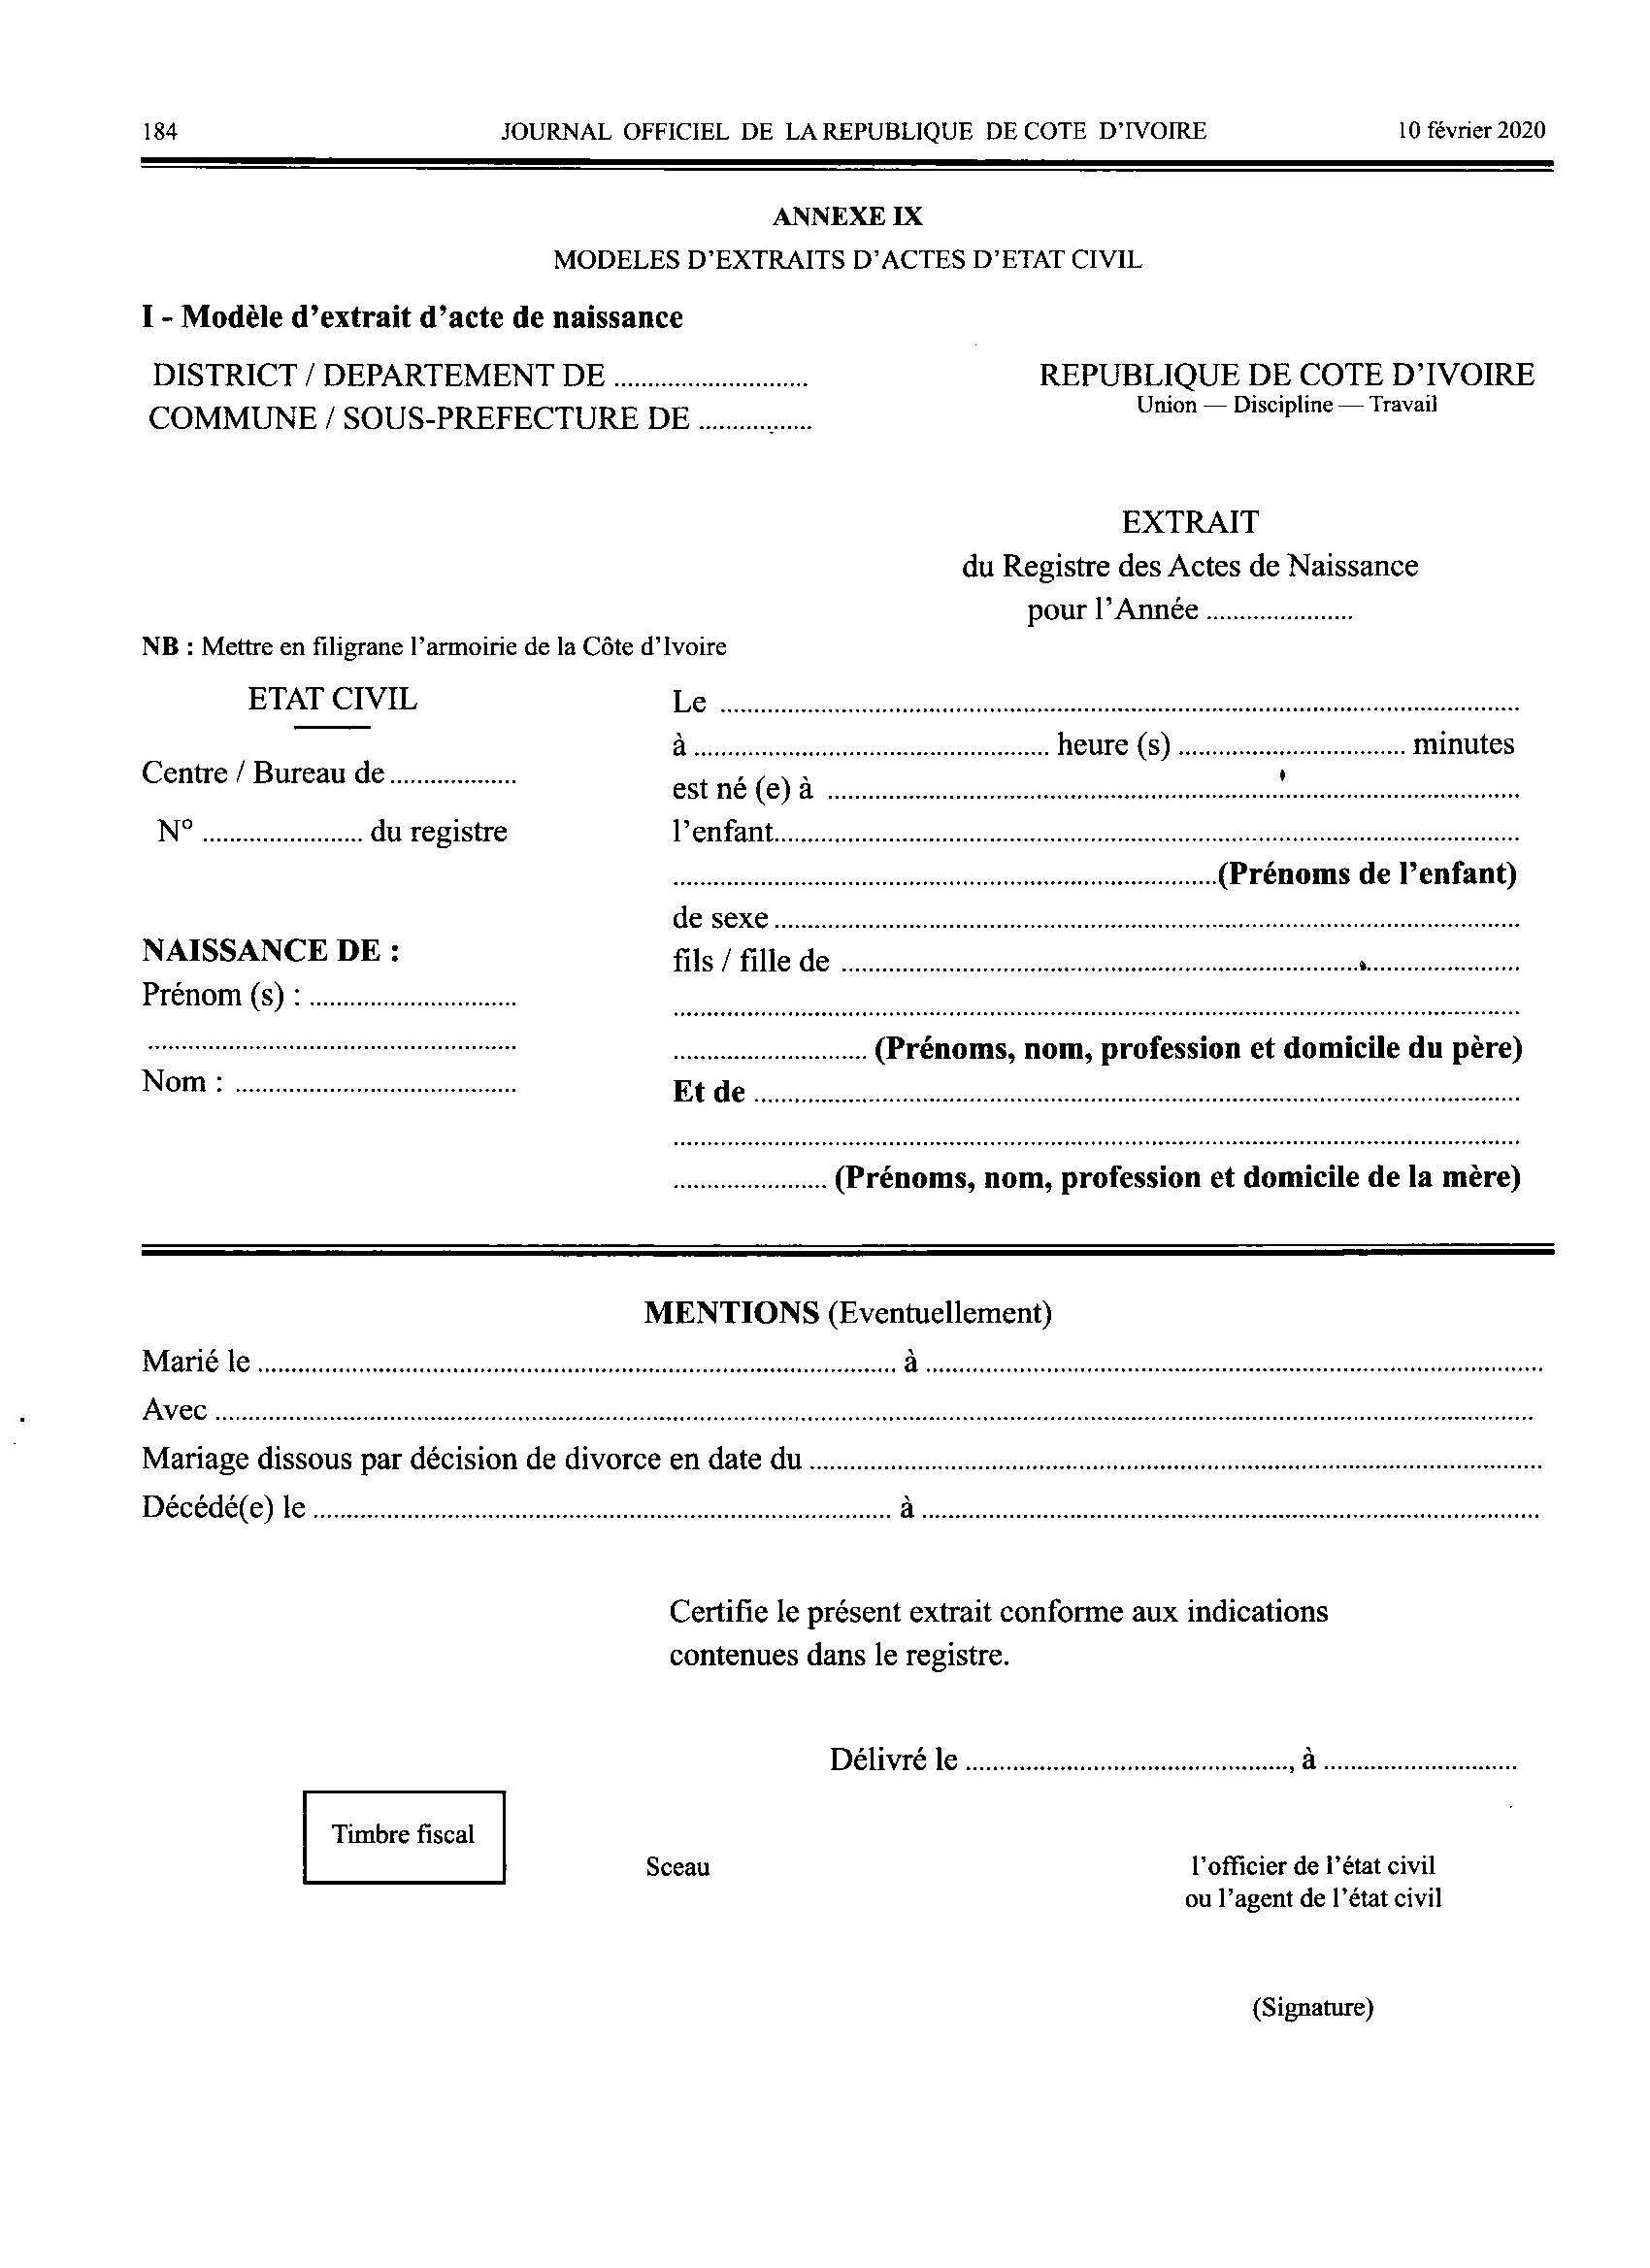 184 JOURNAL OFFICIEL DE LA REPUBLIQUE DE COTE D'IVOIRE 10 février 2020
ANNEXE IX
MODELES D'EXTRAITS D'ACTES D'ETAT CIVIL
I - Modèle d'extrait d'acte de naissance
DISTRICT / DEPARTEMENT DE .............................
COMMUNE / SOUS-PREFECTURE DE .................
REPUBLIQUE DE COTE D'IVOIRE
Union — Discipline — Travail
EXTRAIT
du Registre des Actes de Naissance
pour l'Année ......................
NB : Mettre en filigrane l'armoirie de la Côte d'Ivoire
ETAT CIVIL
Centre / Bureau de...................
N° ........................ du registre
NAISSANCE DE :
Prénom (s) : ...............................
.......................................................
Nom : ..........................................
Le ........................................................................
à ..................................................... heure (s) .................................. minutes
est né (e) à ........................................................................
l'enfant........................................................................
.................................................................................(Prénoms de l'enfant)
de sexe ........................................................................
fils / fille de ........................................................................
........................................................................
............................. (Prénoms, nom, profession et domicile du père)
Et de ........................................................................
........................................................................
....................... (Prénoms, nom, profession et domicile de la mère)
MENTIONS (Eventuellement)
Marié le ........................................................................ à ........................................................................
Avec ........................................................................
Mariage dissous par décision de divorce en date du ........................................................................
Décédé(e) le ........................................................................ à ........................................................................
Certifie le présent extrait conforme aux indications
contenues dans le registre.
Délivré le ................................................, à .............................
Timbre fiscal
Sceau
l'officier de l'état civil
ou l'agent de l'état civil
(Signature)